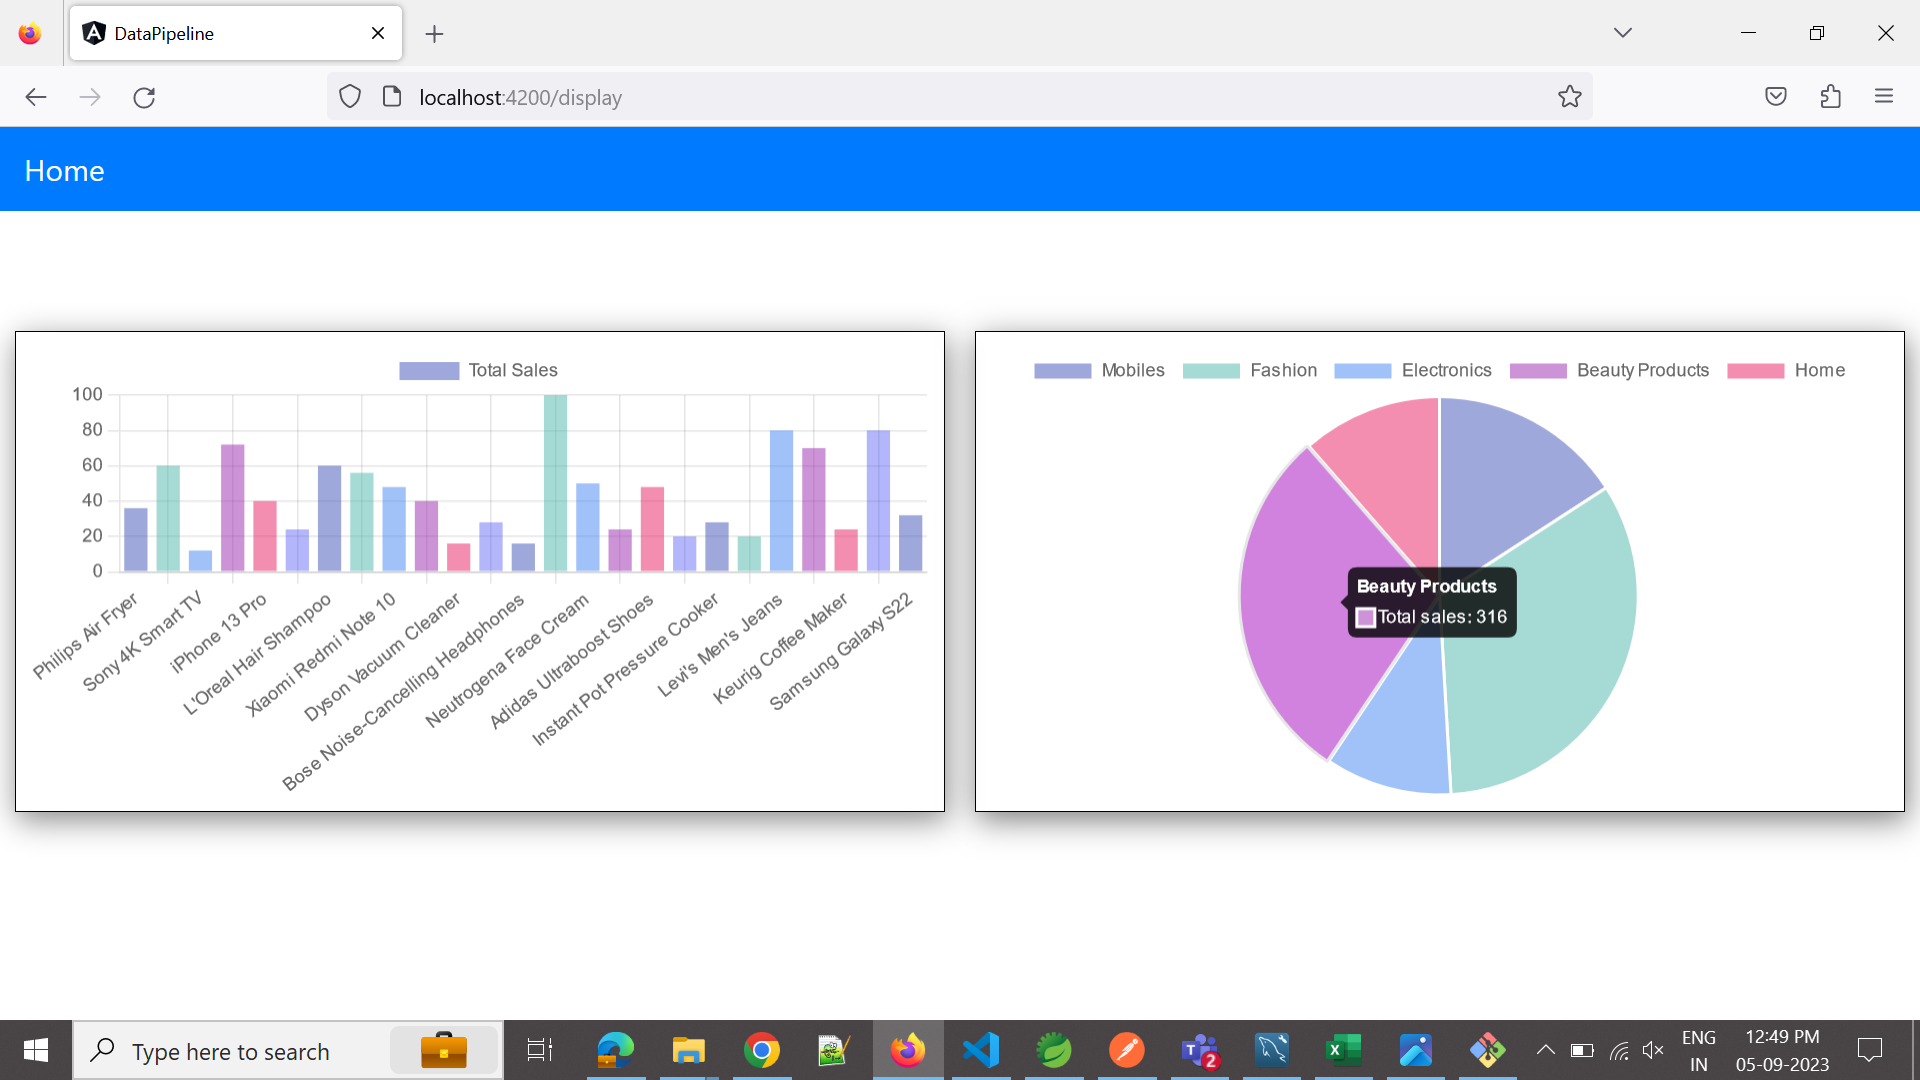 DataPipeline
localhost:4200/display
Home
Total Sales
100
80
60
40
20
0
Philips Air Fryer
Sony 4K Smart TV
iPhone 13 Pro
L'Oreal Hair Shampoo
Xiaomi Redmi Note 10
Dyson Vacuum Cleaner
Bose Noise-Cancelling Headphones
Neutrogena Face Cream
Adidas Ultraboost Shoes
Instant Pot Pressure Cooker
Levi's Men's Jeans
Keurig Coffee Maker
Samsung Galaxy S22
Mobiles Fashion Electronics Beauty Products Home
Beauty Products
Total sales: 316
Type here to search
2
ENG
IN
12:49 PM
05-09-2023